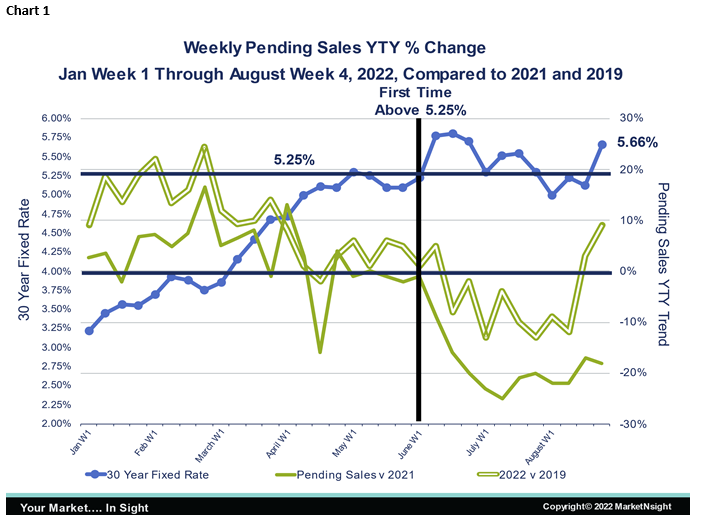 Chart 1
Weekly Pending Sales YTY % Change
Jan Week 1 Through August Week 4, 2022, Compared to 2021 and 2019
First Time
Above 5.25%
6.00%
5.75%
5.50%
5.25%
5.00%
4.75%
4.50%
4.25%
4.00%
3.75%
3.50%
3.25%
3.00%
2.75%
2.50%
2.25%
2.00%
30 Year Fixed Rate
5.25%
5.66%
30%
20%
10%
0%
-10%
-20%
-30%
Pending Sales YTY Trend
Jan W1
Feb W1
March W1
April W1
May W1
June W1
July W1
August W1
30 Year Fixed Rate
Pending Sales v 2021
2022 v 2019
Your Market.... In Sight
Copyright© 2022 MarketNsight